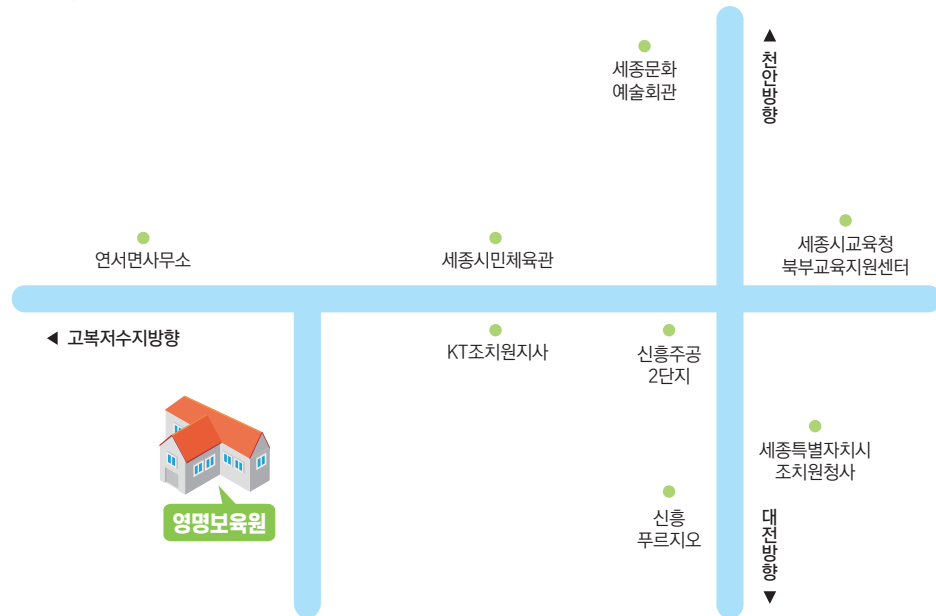 ▲
천안방향
세종문화
예술회관
연서면사무소
세종시민체육관
세종시교육청
북부교육지원센터
◀ 고복저수지방향
KT조치원지사
신흥주공
2단지
세종특별자치시
조치원청사
영명보육원
신흥
푸르지오
대전방향
▼